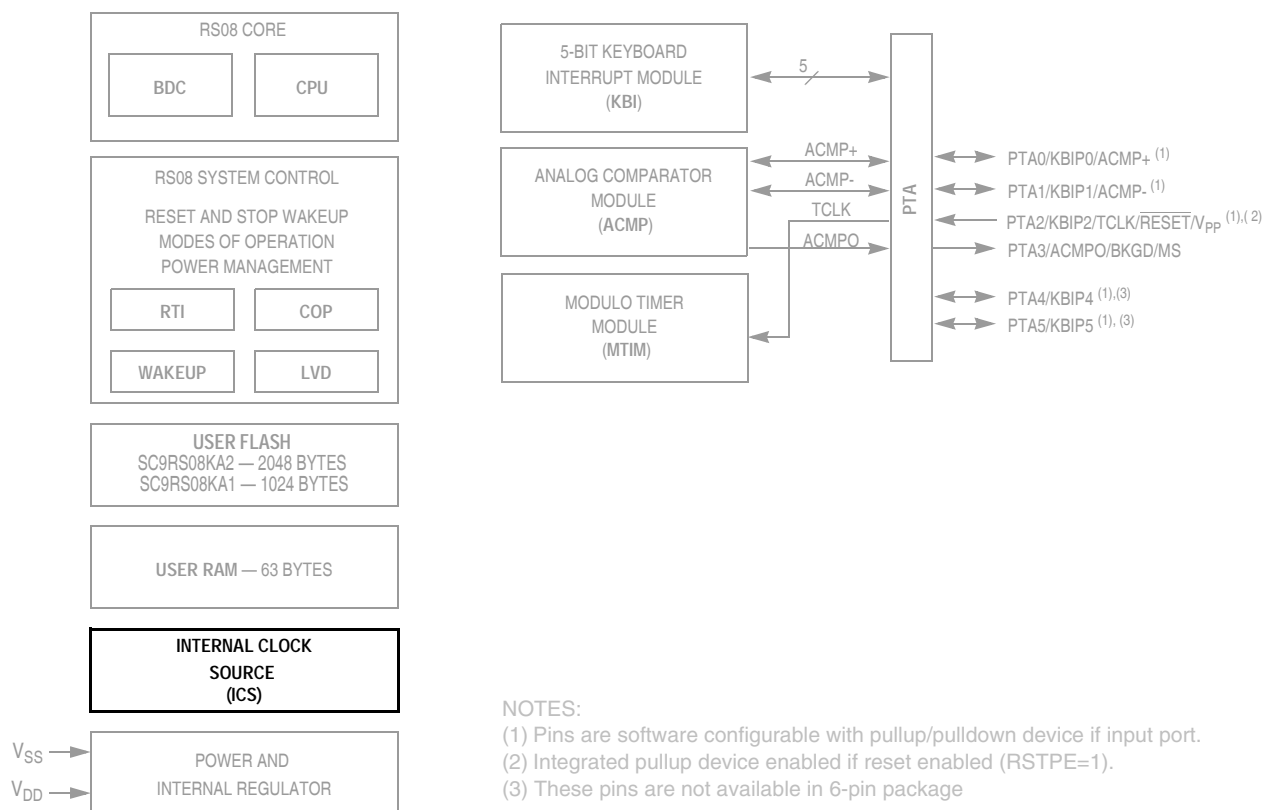 RS08 CORE
BDC
CPU
RS08 SYSTEM CONTROL
RESET AND STOP WAKEUP
MODES OF OPERATION
POWER MANAGEMENT
RTI
COP
WAKEUP
LVD
USER FLASH
SC9RS08KA2 — 2048 BYTES
SC9RS08KA1 — 1024 BYTES
USER RAM — 63 BYTES
INTERNAL CLOCK
SOURCE
(ICS)
VSS
VDD
POWER AND
INTERNAL REGULATOR
5-BIT KEYBOARD
INTERRUPT MODULE
(KBI)
5
ANALOG COMPARATOR
MODULE
(ACMP)
ACMP+
ACMP-
TCLK
ACMPO
MODULO TIMER
MODULE
(MTIM)
PTA
PTA0/KBIP0/ACMP+ (1)
PTA1/KBIP1/ACMP- (1)
PTA2/KBIP2/TCLK/RESET/VPP (1),( 2)
PTA3/ACMPO/BKGD/MS
PTA4/KBIP4 (1),(3)
PTA5/KBIP5 (1), (3)
NOTES:
(1) Pins are software configurable with pullup/pulldown device if input port.
(2) Integrated pullup device enabled if reset enabled (RSTPE=1).
(3) These pins are not available in 6-pin package